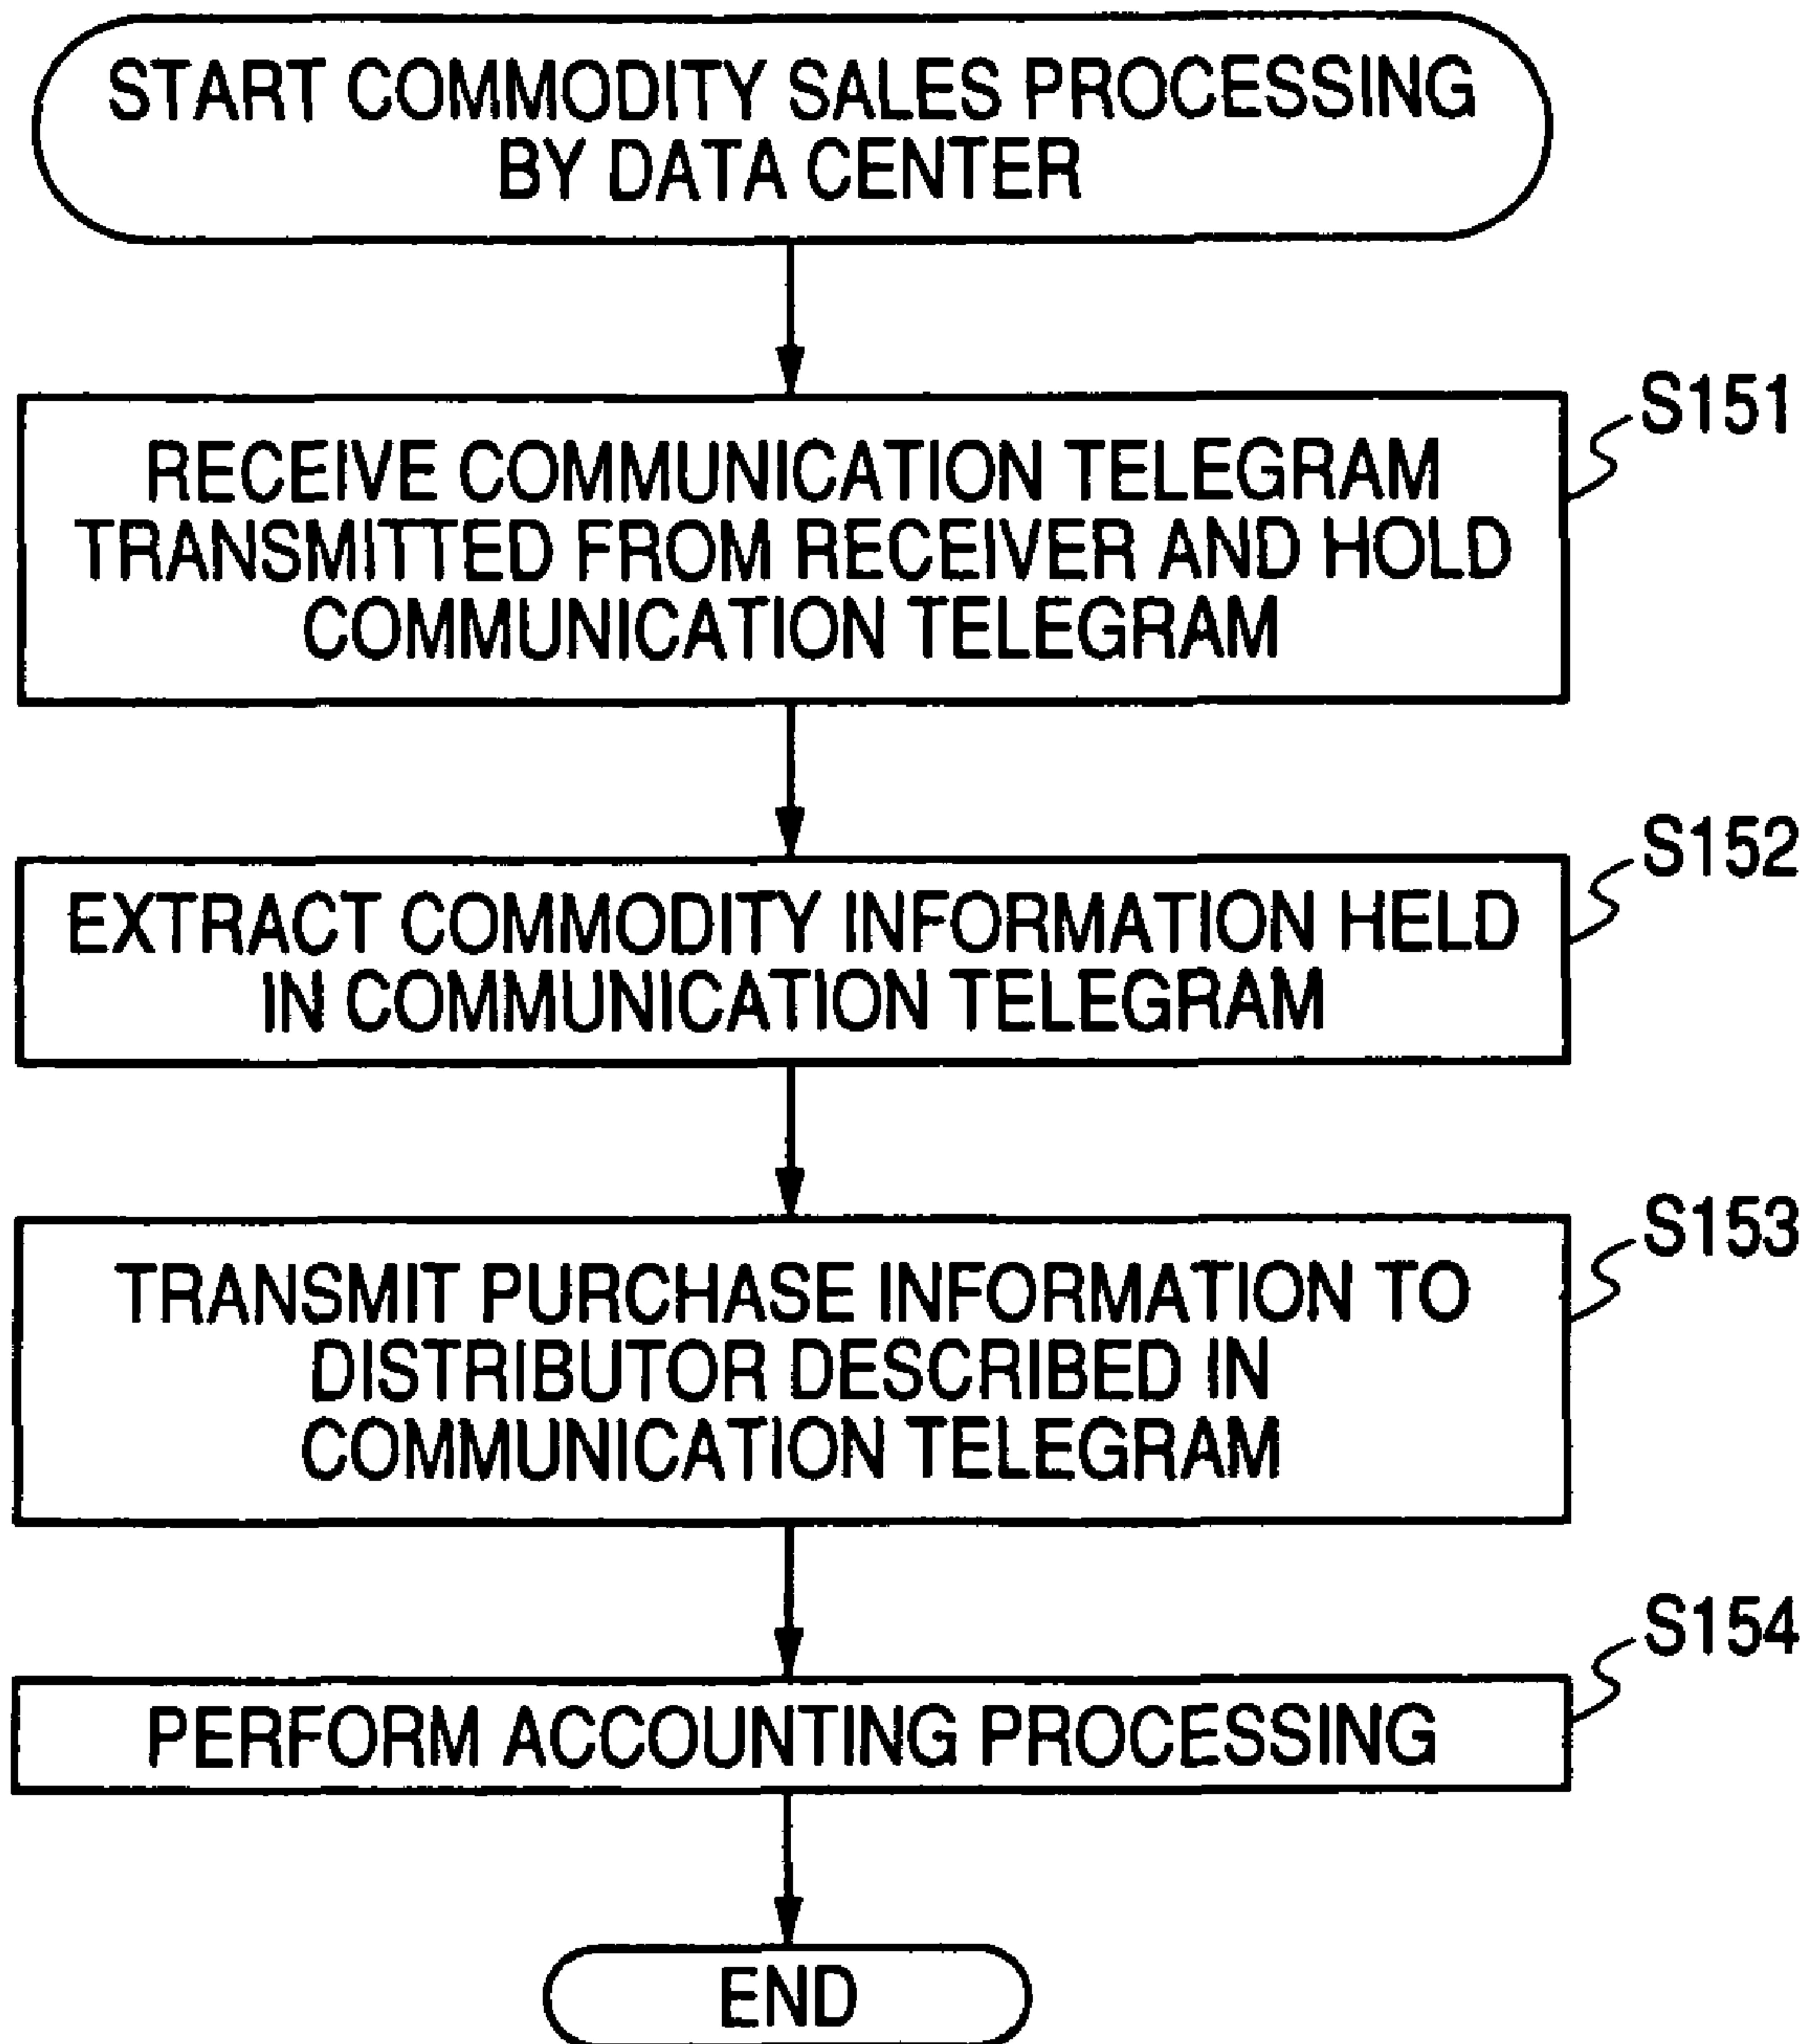 START COMMODITY SALES PROCESSING
BY DATA CENTER
S151
RECEIVE COMMUNICATION TELEGRAM
TRANSMITTED FROM RECEIVER AND HOLD
COMMUNICATION TELEGRAM
S152
EXTRACT COMMODITY INFORMATION HELD
IN COMMUNICATION TELEGRAM
S153
TRANSMIT PURCHASE INFORMATION TO
DISTRIBUTOR DESCRIBED IN
COMMUNICATION TELEGRAM
S154
PERFORM ACCOUNTING PROCESSING
END